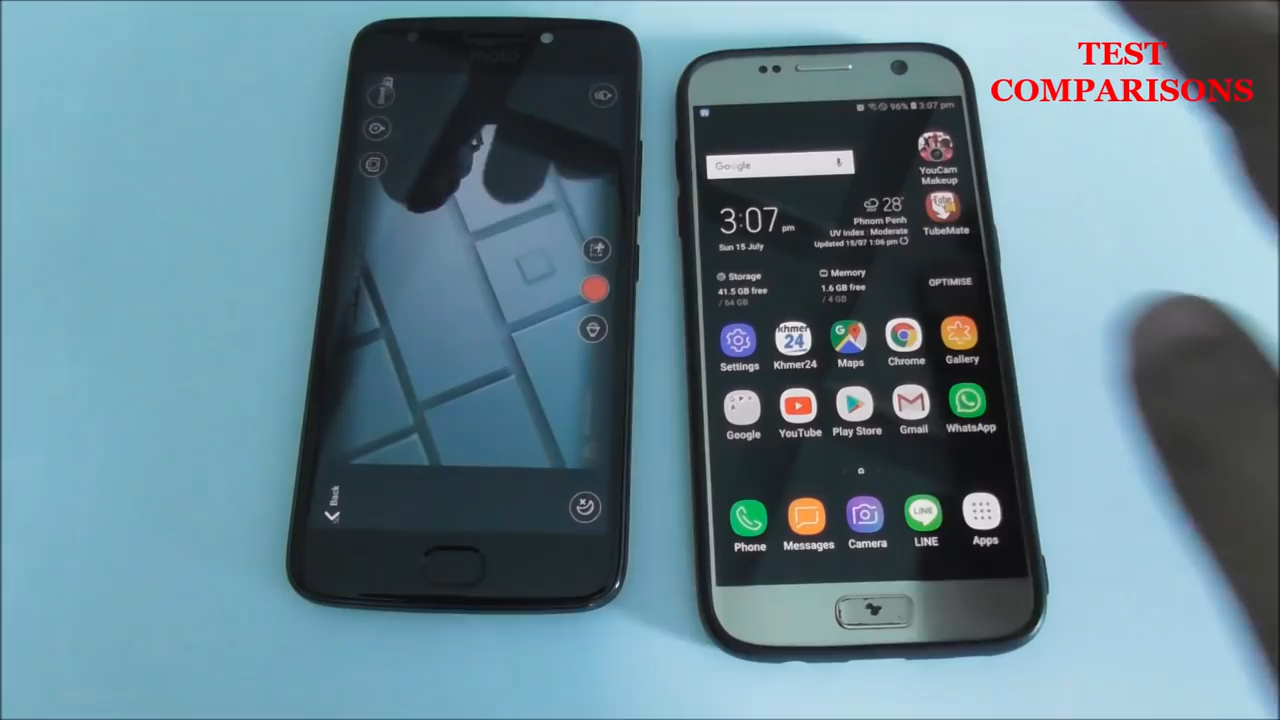 TEST
COMPARISONS
moto
Back
96% 3:07 pm
Google
YouCam
Makeup
TubeMate
3:07 pm
Sun 15 July
28°
Phnom Penh
UV index : Moderate
Updated 15/07 1:06 pm
Storage
41.5 GB free
/ 64 GB
Memory
1.6 GB free
/ 4 GB
OPTIMISE
khmer
24
Settings
Khmer24
Maps
Chrome
Gallery
Google
YouTube
Play Store
Gmail
WhatsApp
LINE
Phone
Messages
Camera
LINE
Apps